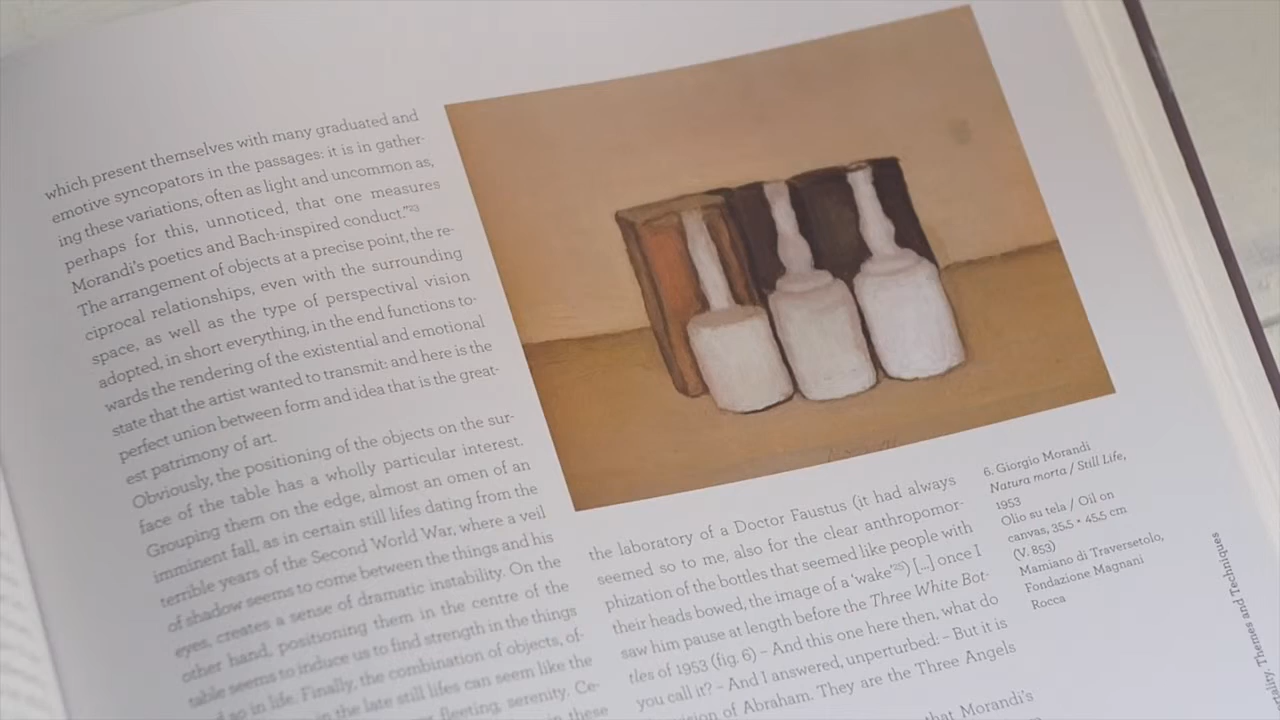 which present themselves with many graduated and
emotive syncopators in the passages: it is in gather-
ing these variations, often as light and uncommon as,
perhaps for this, unnoticed, that one measures
Morandi's poetics and Bach-inspired conduct."²³
The arrangement of objects at a precise point, the re-
ciprocal relationships, even with the surrounding
space, as well as the type of perspectival vision
adopted, in short everything, in the end functions to-
wards the rendering of the existential and emotional
state that the artist wanted to transmit: and here is the
perfect union between form and idea that is the great-
est patrimony of art.
Obviously, the positioning of the objects on the sur-
face of the table has a wholly particular interest.
Grouping them on the edge, almost an omen of an
imminent fall, as in certain still lifes dating from the
terrible years of the Second World War, where a veil
of shadow seems to come between the things and his
eyes, creates a sense of dramatic instability. On the
other hand, positioning them in the centre of the
table seems to induce us to find strength in the things
and so in life. Finally, the combination of objects, of-
in the late still lifes can seem like the
fleeting, serenity. Ce-
in these
the laboratory of a Doctor Faustus (it had always
seemed so to me, also for the clear anthropomor-
phization of the bottles that seemed like people with
their heads bowed, the image of a 'wake'²⁵) [...] once I
saw him pause at length before the Three White Bot-
tles of 1953 (fig. 6) – And this one here then, what do
you call it? – And I answered, unperturbed: – But it is
vision of Abraham. They are the Three Angels
that Morandi's
6. Giorgio Morandi
Natura morta / Still Life,
1953
Olio su tela / Oil on
canvas, 35,5 × 45,5 cm
(V. 853)
Mamiano di Traversetolo,
Fondazione Magnani
Rocca
Themes and Techniques